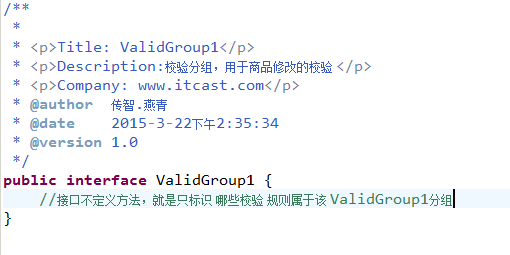 /**
 *
 * <p>Title: ValidGroup1</p>
 * <p>Description:校验分组，用于商品修改的校验 </p>
 * <p>Company: www.itcast.com</p>
 * @author  传智.燕青
 * @date    2015-3-22下午2:35:34
 * @version 1.0
 */
public interface ValidGroup1 {
    //接口不定义方法，就是只标识 哪些校验 规则属于该 ValidGroup1分组
}